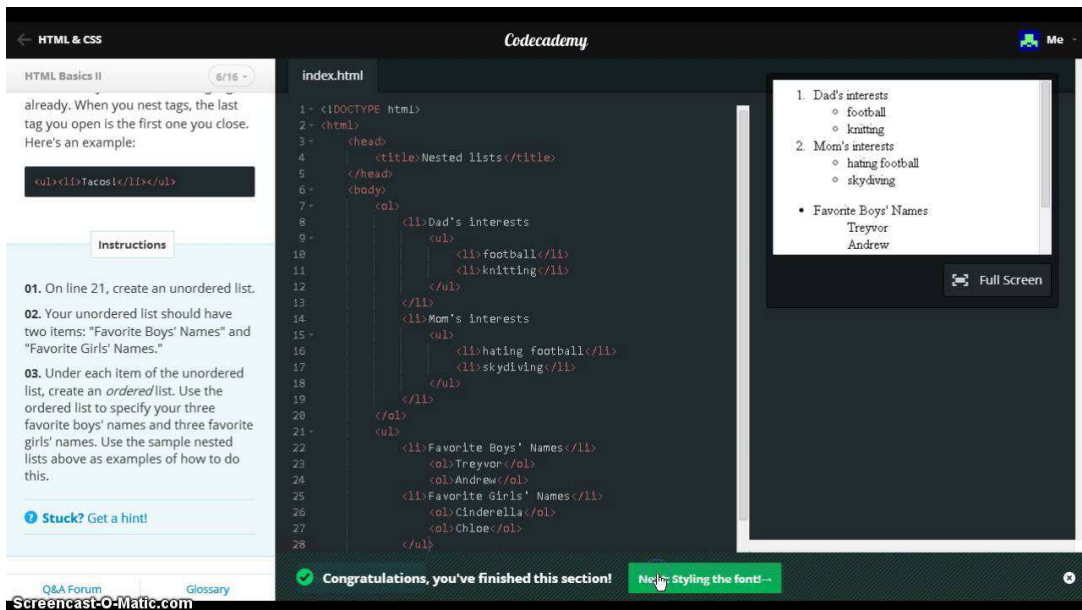 ← HTML & CSS
Codecademy
Me
HTML Basics II
6/16
already. When you nest tags, the last
tag you open is the first one you close.
Here's an example:
<ul><li>Tacos!</li></ul>
Instructions
01. On line 21, create an unordered list.
02. Your unordered list should have
two items: "Favorite Boys' Names" and
"Favorite Girls' Names."
03. Under each item of the unordered
list, create an ordered list. Use the
ordered list to specify your three
favorite boys' names and three favorite
girls' names. Use the sample nested
lists above as examples of how to do
this.
Stuck? Get a hint!
Q&A Forum Glossary
index.html
1 <!DOCTYPE html>
2 <html>
3 <head>
4 <title>Nested lists</title>
5 </head>
6 <body>
7 <ol>
8 <li>Dad's interests
9 <ul>
10 <li>football</li>
11 <li>knitting</li>
12 </ul>
13 </li>
14 <li>Mom's interests
15 <ul>
16 <li>hating football</li>
17 <li>skydiving</li>
18 </ul>
19 </li>
20 </ol>
21 <ul>
22 <li>Favorite Boys' Names</li>
23 <ol>Treyvor</ol>
24 <ol>Andrew</ol>
25 <li>Favorite Girls' Names</li>
26 <ol>Cinderella</ol>
27 <ol>Chloe</ol>
28 </ul>
1. Dad's interests
football
knitting
2. Mom's interests
hating football
skydiving
Favorite Boys' Names
Treyvor
Andrew
Full Screen
Congratulations, you've finished this section!
Styling the font!→
Screencast-O-Matic.com